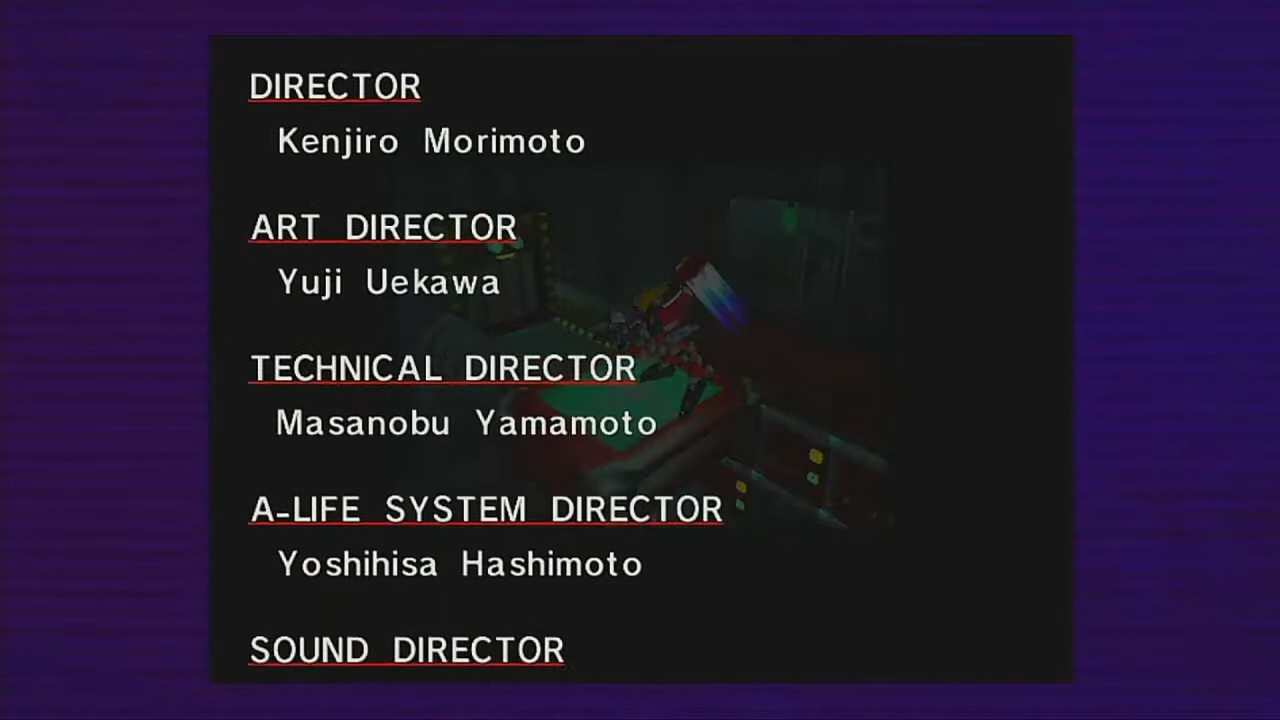 DIRECTOR
Kenjiro Morimoto
ART DIRECTOR
Yuji Uekawa
TECHNICAL DIRECTOR
Masanobu Yamamoto
A-LIFE SYSTEM DIRECTOR
Yoshihisa Hashimoto
SOUND DIRECTOR